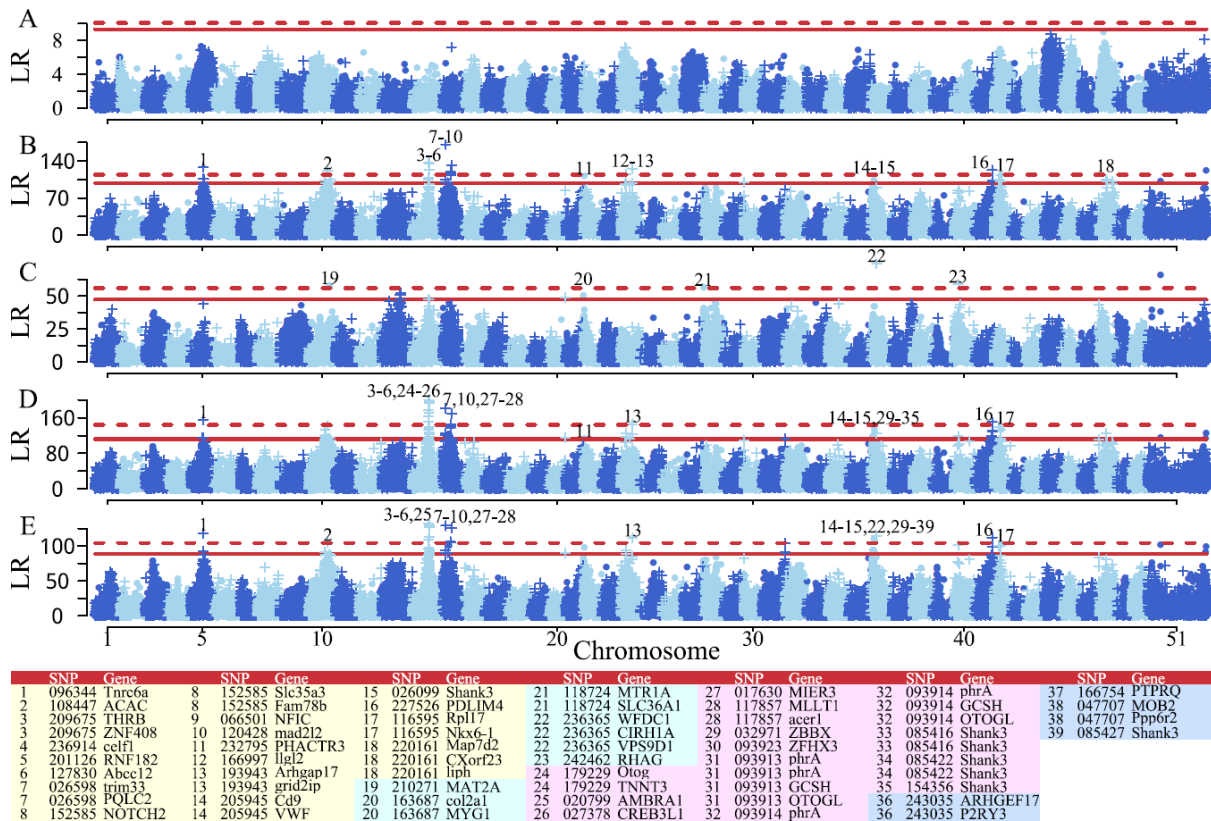 A
LR
8
4
0
B
7-10
3-6
1
2
11
12-13
14-15
16
17
18
LR
140
70
0
C
19
20
21
22
23
LR
50
25
0
D
3-6,24-26
7,10,27-28
1
11
13
14-15,29-35
16
17
LR
160
80
0
E
3-6,25
7-10,27-28
1
2
13
14-15,22,29-39
16
17
LR
100
50
0
1 5 10 20 30 40 51
Chromosome
SNP Gene SNP Gene SNP Gene SNP Gene SNP Gene SNP Gene SNP Gene
1 096344 Tnrc6a 8 152585 Slc35a3 15 026099 Shank3 21 118724 MTR1A 27 017630 MIER3 32 093914 phrA 37 166754 PTPRQ
2 108447 ACAC 8 152585 Fam78b 16 227526 PDLIM4 21 118724 SLC36A1 28 117857 MLLT1 32 093914 GCSH 38 047707 MOB2
3 209675 THRB 9 066501 NFIC 17 116595 Rpl17 22 236365 WFDC1 28 117857 acer1 32 093914 OTOGL 38 047707 Ppp6r2
3 209675 ZNF408 10 120428 mad2l2 17 116595 Nkx6-1 22 236365 CIRH1A 29 032971 ZBBX 33 085416 Shank3 39 085427 Shank3
4 236914 celf1 11 232795 PHACTR3 18 220161 Map7d2 22 236365 VPS9D1 30 093923 ZFHX3 33 085416 Shank3
5 201126 RNF182 12 166997 llgl2 18 220161 CXorf23 23 242462 RHAG 31 093913 phrA 34 085422 Shank3
6 127830 Abcc12 13 193943 Arhgap17 18 220161 liph 24 179229 Otog 31 093913 phrA 34 085422 Shank3
7 026598 trim33 13 193943 grid2ip 19 210271 MAT2A 24 179229 TNNT3 31 093913 GCSH 35 154356 Shank3
7 026598 PQLC2 14 205945 Cd9 20 163687 col2a1 25 020799 AMBRA1 31 093913 OTOGL 36 243035 ARHGEF17
8 152585 NOTCH2 14 205945 VWF 20 163687 MYG1 26 027378 CREB3L1 32 093914 phrA 36 243035 P2RY3